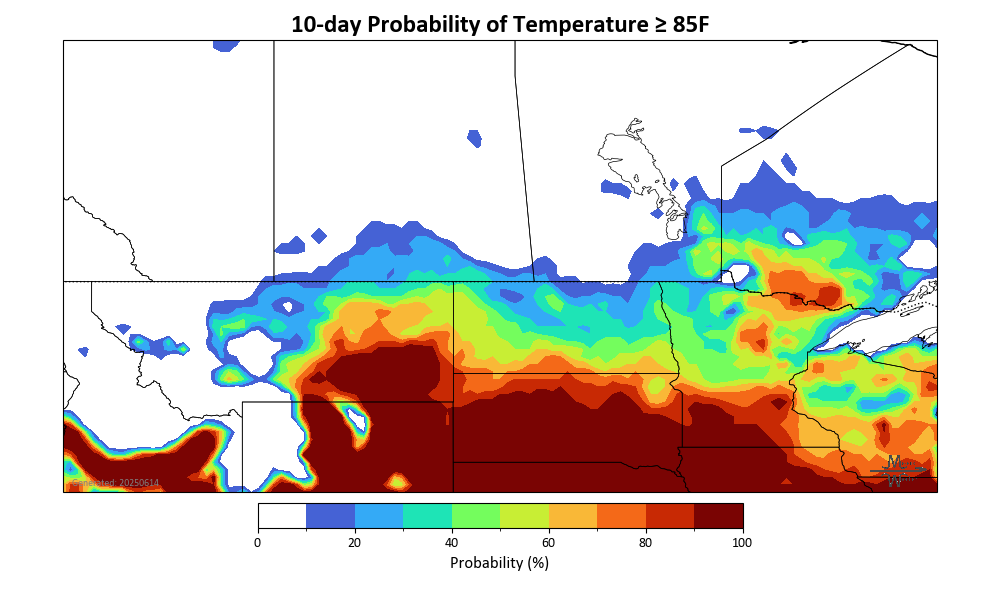 10-day Probability of Temperature ≥ 85F
Generated: 20250614
0 20 40 60 80 100
Probability (%)